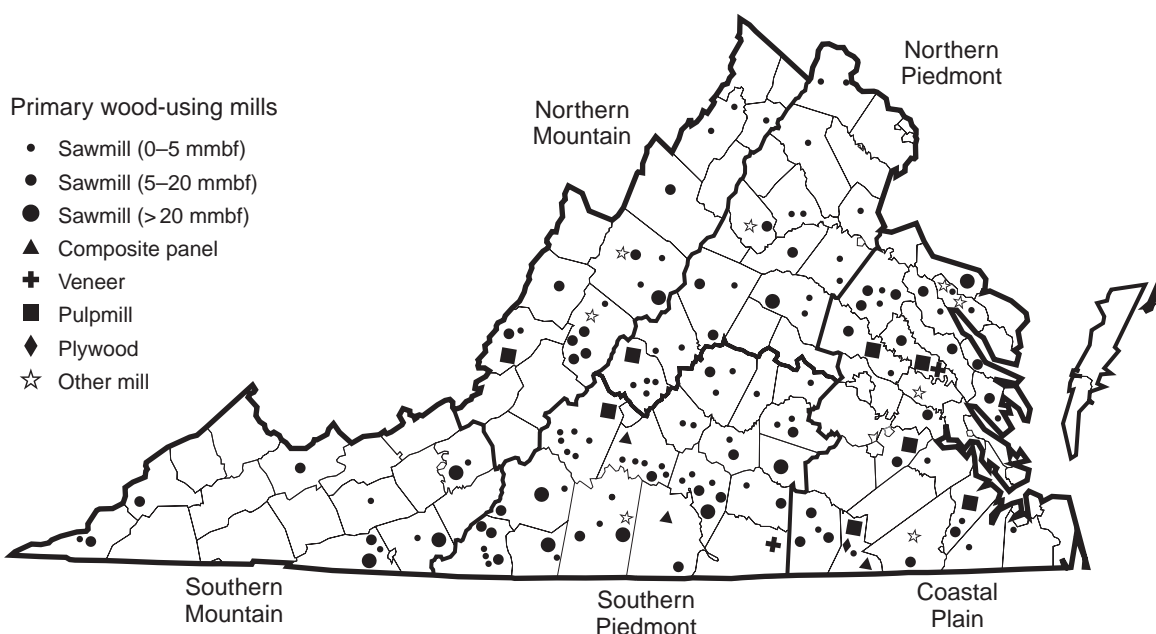 Northern
Piedmont
Northern
Mountain
Primary wood-using mills
Sawmill (0–5 mmbf)
Sawmill (5–20 mmbf)
Sawmill (> 20 mmbf)
Composite panel
Veneer
Pulpmill
Plywood
Other mill
Southern
Mountain
Southern
Piedmont
Coastal
Plain